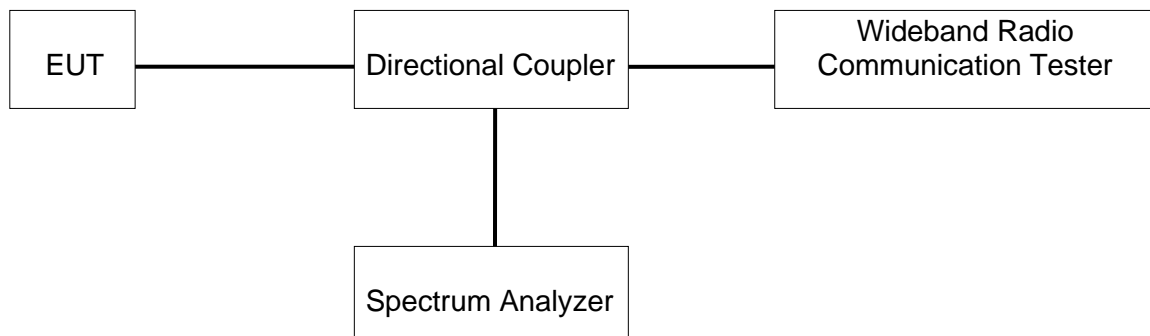 EUT
Directional Coupler
Wideband Radio
Communication Tester
Spectrum Analyzer